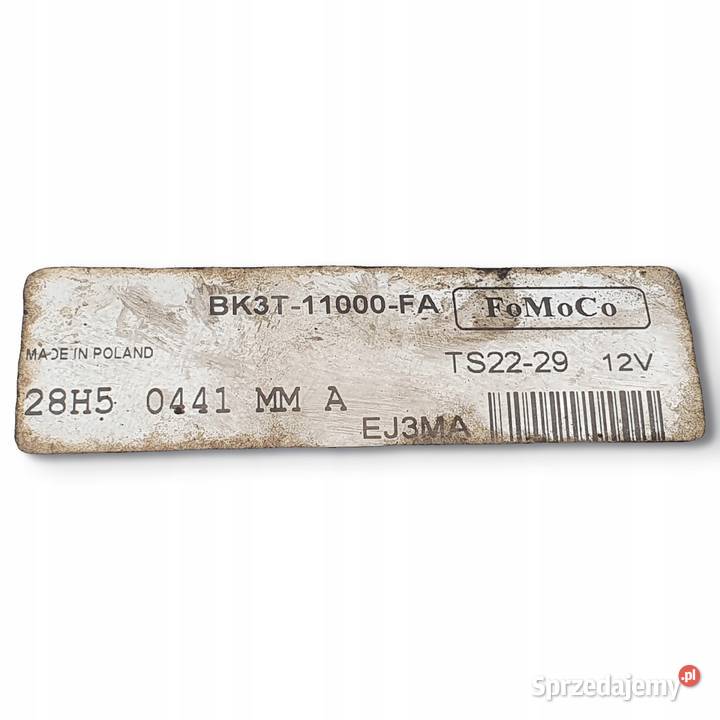 BK3T-11000-FA FoMoCo
MADE IN POLAND TS22-29 12V
28H5 0441 MM A
EJ3MA
Sprzedajemy.pl